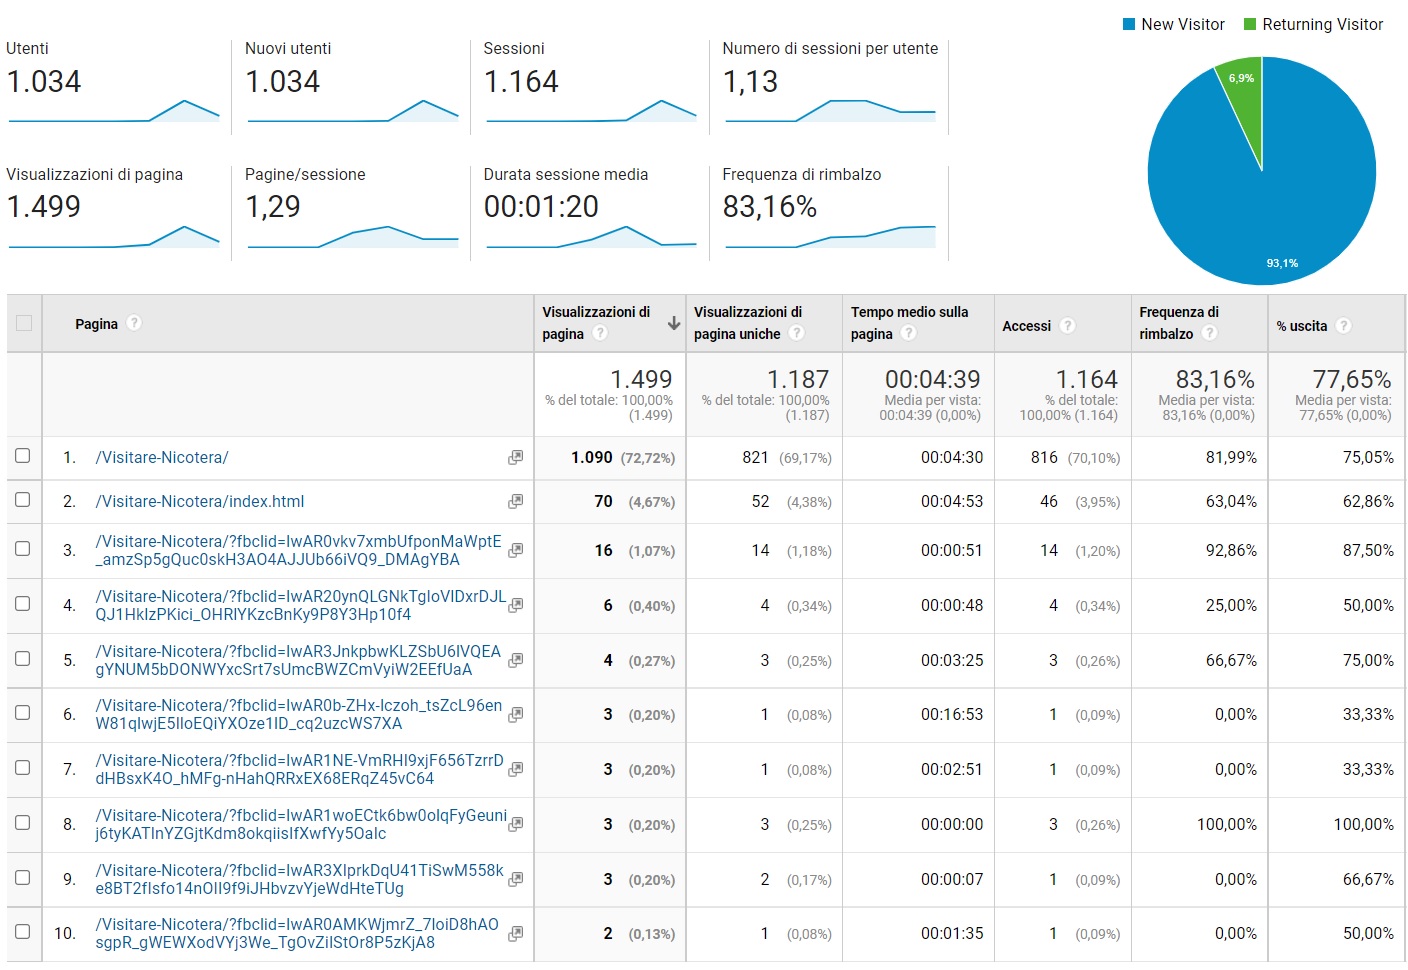 New Visitor Returning Visitor
Utenti
1.034
Nuovi utenti
1.034
Sessioni
1.164
Numero di sessioni per utente
1,13
Visualizzazioni di pagina
1.499
Pagine/sessione
1,29
Durata sessione media
00:01:20
Frequenza di rimbalzo
83,16%
6,9%
93,1%
Pagina ?
Visualizzazioni di
pagina ?
Visualizzazioni di
pagina uniche ?
Tempo medio sulla
pagina ?
Accessi ?
Frequenza di
rimbalzo ?
% uscita ?
1.499
% del totale: 100,00%
(1.499)
1.187
% del totale: 100,00%
(1.187)
00:04:39
Media per vista:
00:04:39 (0,00%)
1.164
% del totale:
100,00% (1.164)
83,16%
Media per vista:
83,16% (0,00%)
77,65%
Media per vista:
77,65% (0,00%)
1. /Visitare-Nicotera/ 1.090 (72,72%) 821 (69,17%) 00:04:30 816 (70,10%) 81,99% 75,05%
2. /Visitare-Nicotera/index.html 70 (4,67%) 52 (4,38%) 00:04:53 46 (3,95%) 63,04% 62,86%
3. /Visitare-Nicotera/?fbclid=IwAR0vkv7xmbUfponMaWptE
_amzSp5gQuc0skH3AO4AJJUb66iVQ9_DMAgYBA 16 (1,07%) 14 (1,18%) 00:00:51 14 (1,20%) 92,86% 87,50%
4. /Visitare-Nicotera/?fbclid=IwAR20ynQLGNkTgIoVIDxrDJL
QJ1HkIzPKici_OHRIYKzcBnKy9P8Y3Hp10f4 6 (0,40%) 4 (0,34%) 00:00:48 4 (0,34%) 25,00% 50,00%
5. /Visitare-Nicotera/?fbclid=IwAR3JnkpbwKLZSbU6IVQEA
gYNUM5bDONWYxcSrt7sUmcBWZCmVyiW2EEfUaA 4 (0,27%) 3 (0,25%) 00:03:25 3 (0,26%) 66,67% 75,00%
6. /Visitare-Nicotera/?fbclid=IwAR0b-ZHx-Iczoh_tsZcL96en
W81qIwjE5IIoEQiYXOze1ID_cq2uzcWS7XA 3 (0,20%) 1 (0,08%) 00:16:53 1 (0,09%) 0,00% 33,33%
7. /Visitare-Nicotera/?fbclid=IwAR1NE-VmRHI9xjF656TzrrD
dHBsxK4O_hMFg-nHahQRRxEX68ERqZ45vC64 3 (0,20%) 1 (0,08%) 00:02:51 1 (0,09%) 0,00% 33,33%
8. /Visitare-Nicotera/?fbclid=IwAR1woECtk6bw0oIqFyGeuni
j6tyKATInYZGjtKdm8okqiisIfXwfYy5OaIc 3 (0,20%) 3 (0,25%) 00:00:00 3 (0,26%) 100,00% 100,00%
9. /Visitare-Nicotera/?fbclid=IwAR3XIprkDqU41TiSwM558k
e8BT2fIsfo14nOII9f9iJHbvzvYjeWdHteTUg 3 (0,20%) 2 (0,17%) 00:00:07 1 (0,09%) 0,00% 66,67%
10. /Visitare-Nicotera/?fbclid=IwAR0AMKWjmrZ_7IoiD8hAO
sgpR_gWEWXodVYj3We_TgOvZiIStOr8P5zKjA8 2 (0,13%) 1 (0,08%) 00:01:35 1 (0,09%) 0,00% 50,00%